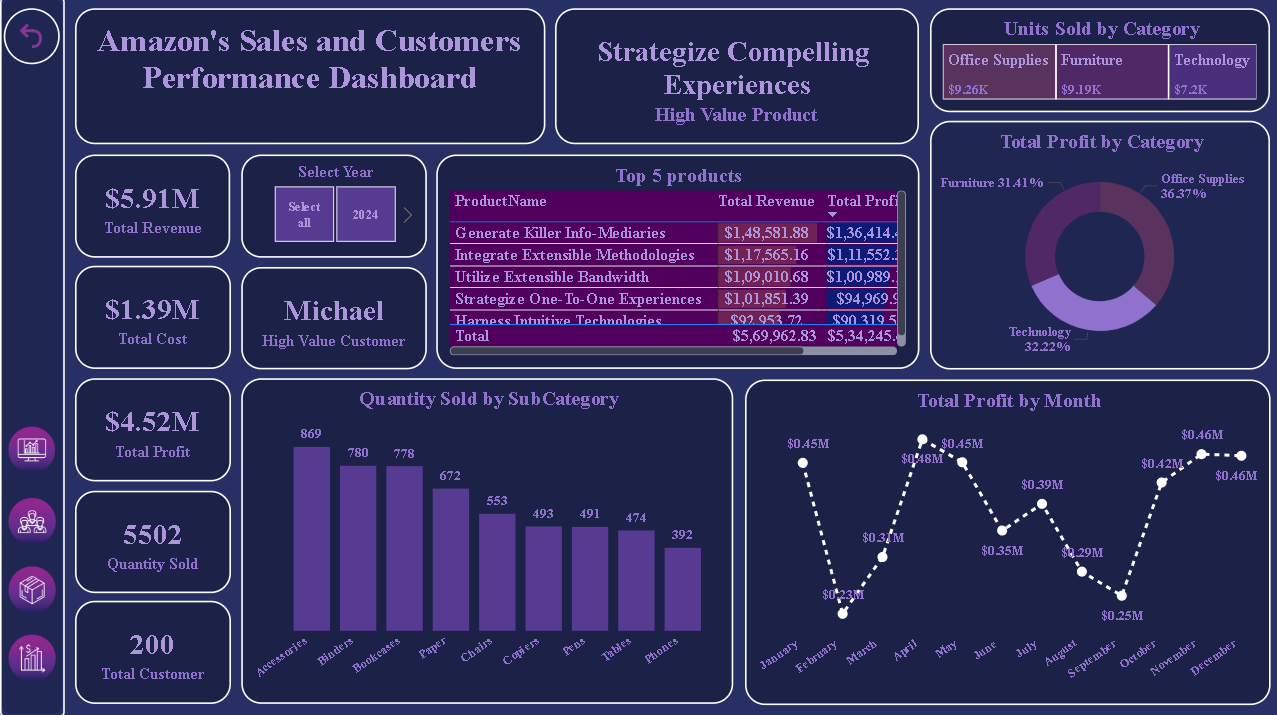 Amazon's Sales and Customers
Performance Dashboard
Strategize Compelling
Experiences
High Value Product
Units Sold by Category
Office Supplies
$9.26K
Furniture
$9.19K
Technology
$7.2K
$5.91M
Total Revenue
Select Year
Select
all
2024
Top 5 products
ProductName Total Revenue Total Profi
Generate Killer Info-Mediaries $1,48,581.88 $1,36,414.
Integrate Extensible Methodologies $1,17,565.16 $1,11,552.
Utilize Extensible Bandwidth $1,09,010.68 $1,00,989.
Strategize One-To-One Experiences $1,01,851.39 $94,969.9
Harness Intuitive Technologies $92,953.72 $90,319.5
Total $5,69,962.83 $5,34,245.
Total Profit by Category
Furniture 31.41%
Office Supplies
36.37%
Technology
32.22%
$1.39M
Total Cost
Michael
High Value Customer
$4.52M
Total Profit
5502
Quantity Sold
200
Total Customer
Quantity Sold by SubCategory
869
780
778
672
553
493
491
474
392
Accessories
Binders
Bookcases
Paper
Chairs
Copiers
Pens
Tables
Phones
Total Profit by Month
$0.45M
$0.23M
$0.31M
$0.48M
$0.45M
$0.35M
$0.39M
$0.29M
$0.25M
$0.42M
$0.46M
$0.46M
January
February
March
April
May
June
July
August
September
October
November
December